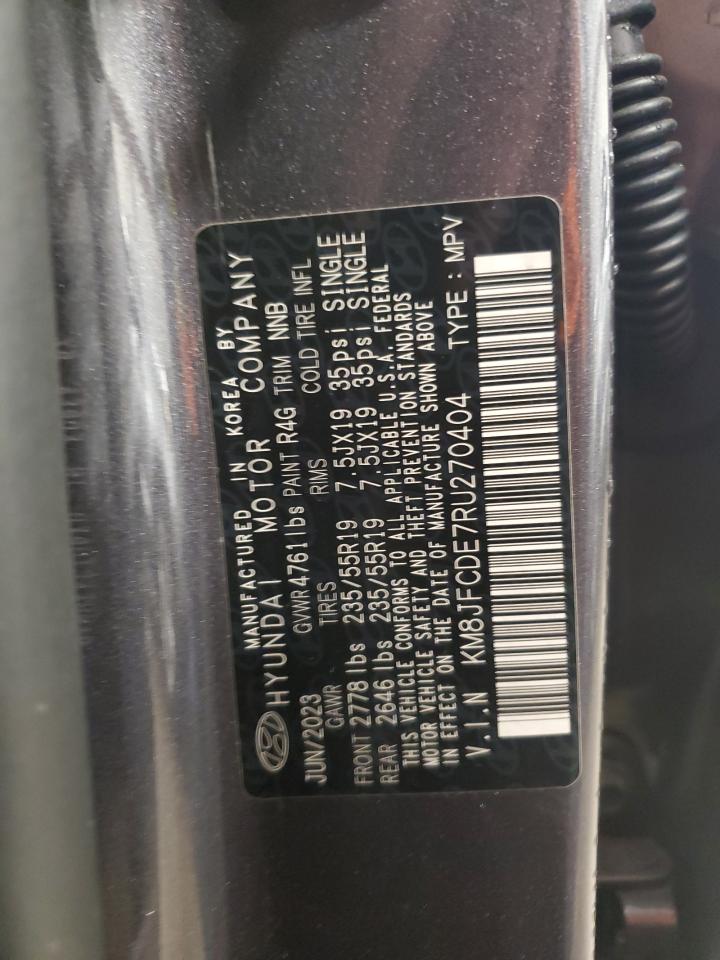 MANUFACTURED IN KOREA BY
HYUNDAI MOTOR COMPANY
JUN/2023 GVWR 4761lbs PAINT R4G TRIM NNB
GAWR TIRES RIMS COLD TIRE INFL
FRONT 2778 lbs 235/55R19 7.5JX19 35psi SINGLE
REAR 2646 lbs 235/55R19 7.5JX19 35psi SINGLE
THIS VEHICLE CONFORMS TO ALL APPLICABLE U.S.A. FEDERAL
MOTOR VEHICLE SAFETY AND THEFT PREVENTION STANDARDS
IN EFFECT ON THE DATE OF MANUFACTURE SHOWN ABOVE
V.I.N KM8JFCDE7RU270404 TYPE : MPV